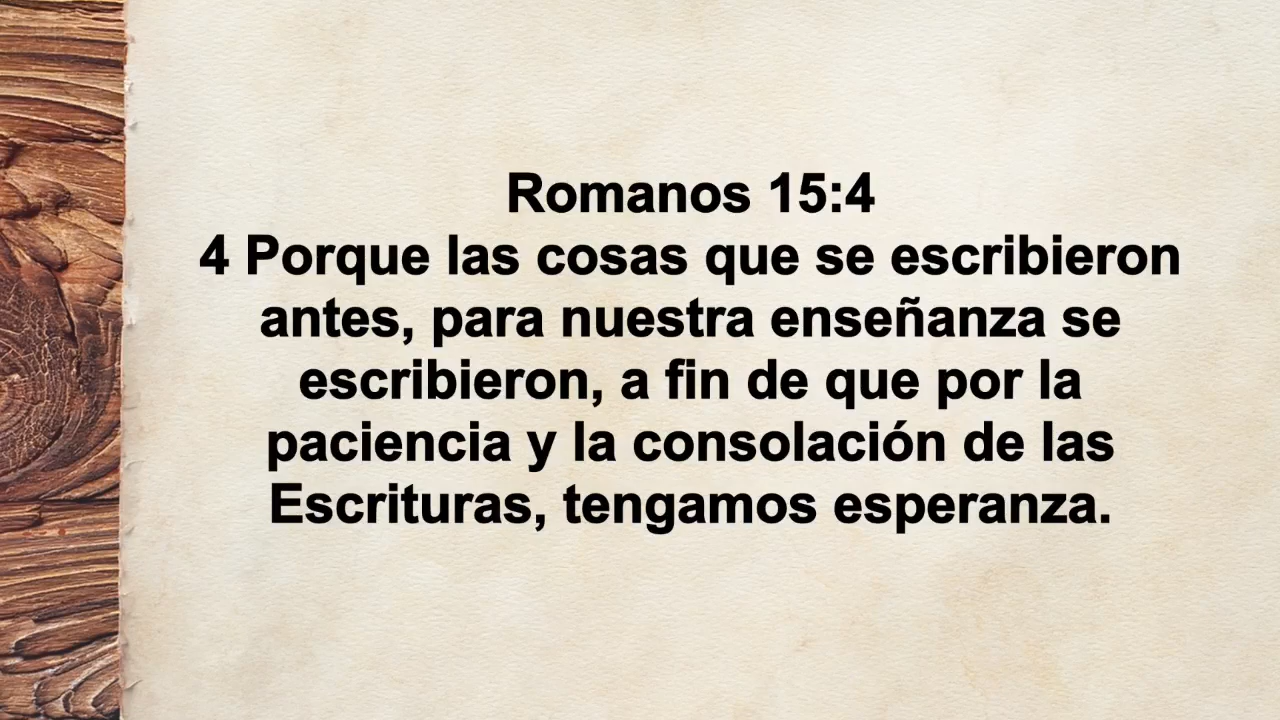 Romanos 15:4
4 Porque las cosas que se escribieron
antes, para nuestra enseñanza se
escribieron, a fin de que por la
paciencia y la consolación de las
Escrituras, tengamos esperanza.